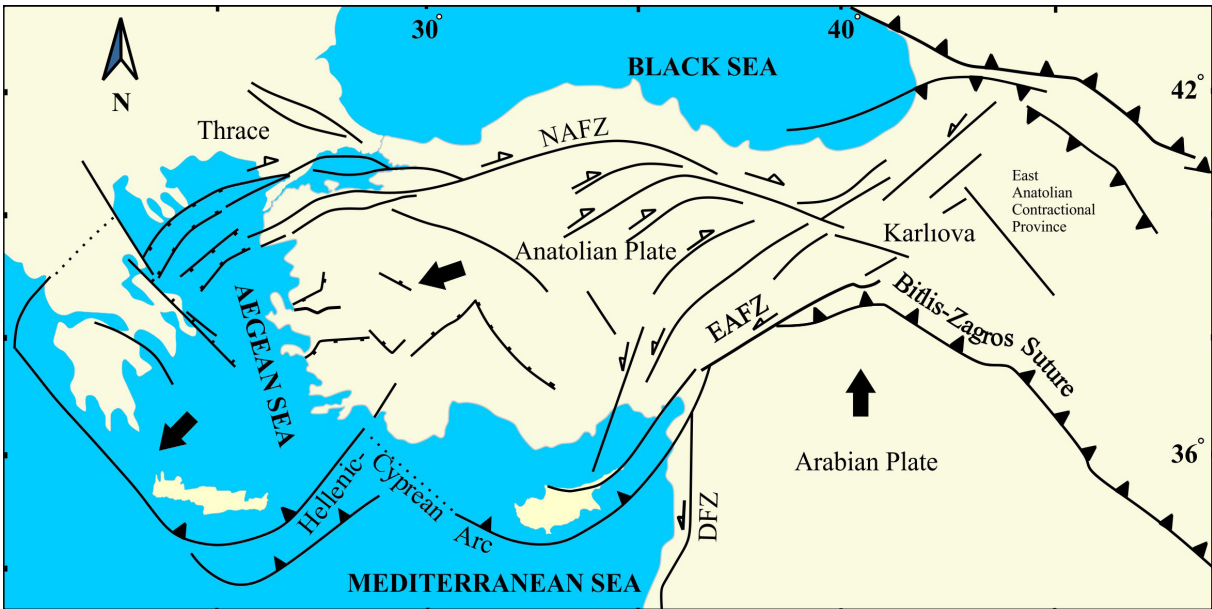 30°
40°
BLACK SEA
42°
N
Thrace
NAFZ
East
Anatolian
Contractional
Province
Karlıova
Anatolian Plate
AEGEAN SEA
EAFZ
Bitlis-Zagros Suture
Arabian Plate
36°
Hellenic-
Cyprean
Arc
DFZ
MEDITERRANEAN SEA